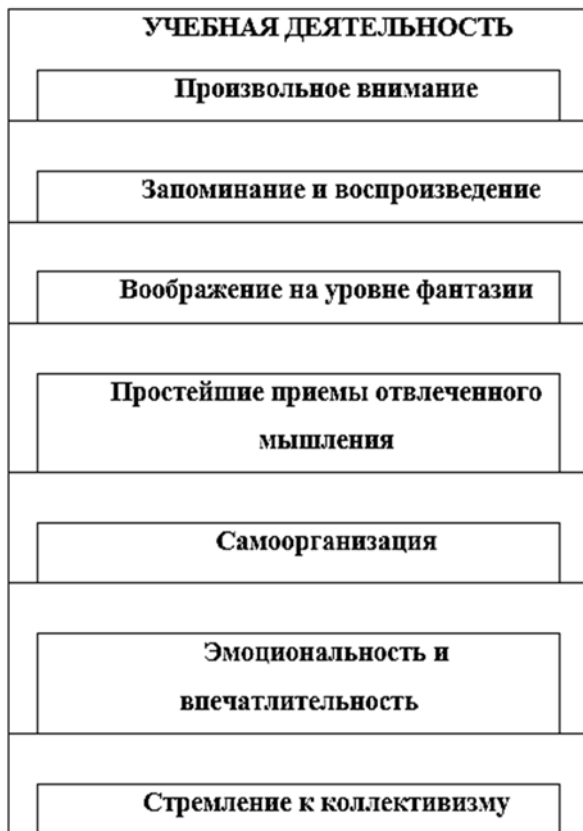 УЧЕБНАЯ ДЕЯТЕЛЬНОСТЬ
Произвольное внимание
Запоминание и воспроизведение
Воображение на уровне фантазии
Простейшие приемы отвлеченного
мышления
Самоорганизация
Эмоциональность и
впечатлительность
Стремление к коллективизму